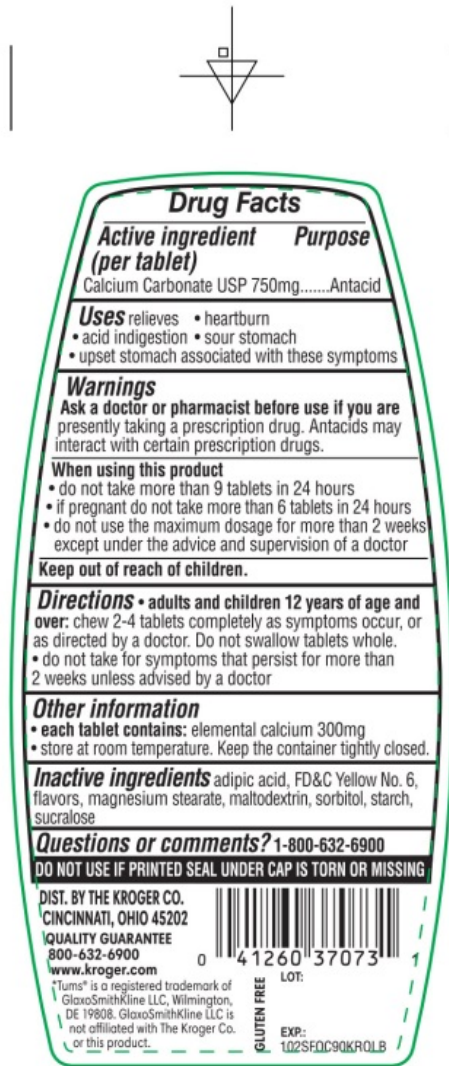 Drug Facts
Active ingredient Purpose
(per tablet)
Calcium Carbonate USP 750mg.......Antacid
Uses relieves • heartburn
• acid indigestion • sour stomach
• upset stomach associated with these symptoms
Warnings
Ask a doctor or pharmacist before use if you are
presently taking a prescription drug. Antacids may
interact with certain prescription drugs.
When using this product
• do not take more than 9 tablets in 24 hours
• if pregnant do not take more than 6 tablets in 24 hours
• do not use the maximum dosage for more than 2 weeks
except under the advice and supervision of a doctor
Keep out of reach of children.
Directions • adults and children 12 years of age and
over: chew 2-4 tablets completely as symptoms occur, or
as directed by a doctor. Do not swallow tablets whole.
• do not take for symptoms that persist for more than
2 weeks unless advised by a doctor
Other information
• each tablet contains: elemental calcium 300mg
• store at room temperature. Keep the container tightly closed.
Inactive ingredients adipic acid, FD&C Yellow No. 6,
flavors, magnesium stearate, maltodextrin, sorbitol, starch,
sucralose
Questions or comments? 1-800-632-6900
DO NOT USE IF PRINTED SEAL UNDER CAP IS TORN OR MISSING
DIST. BY THE KROGER CO.
CINCINNATI, OHIO 45202
QUALITY GUARANTEE
800-632-6900
www.kroger.com
*Tums® is a registered trademark of
GlaxoSmithKline LLC, Wilmington,
DE 19808. GlaxoSmithKline LLC is
not affiliated with The Kroger Co.
or this product.
0 41260 37073 1
GLUTEN FREE
LOT:
EXP.:
102SFOC90KROLB